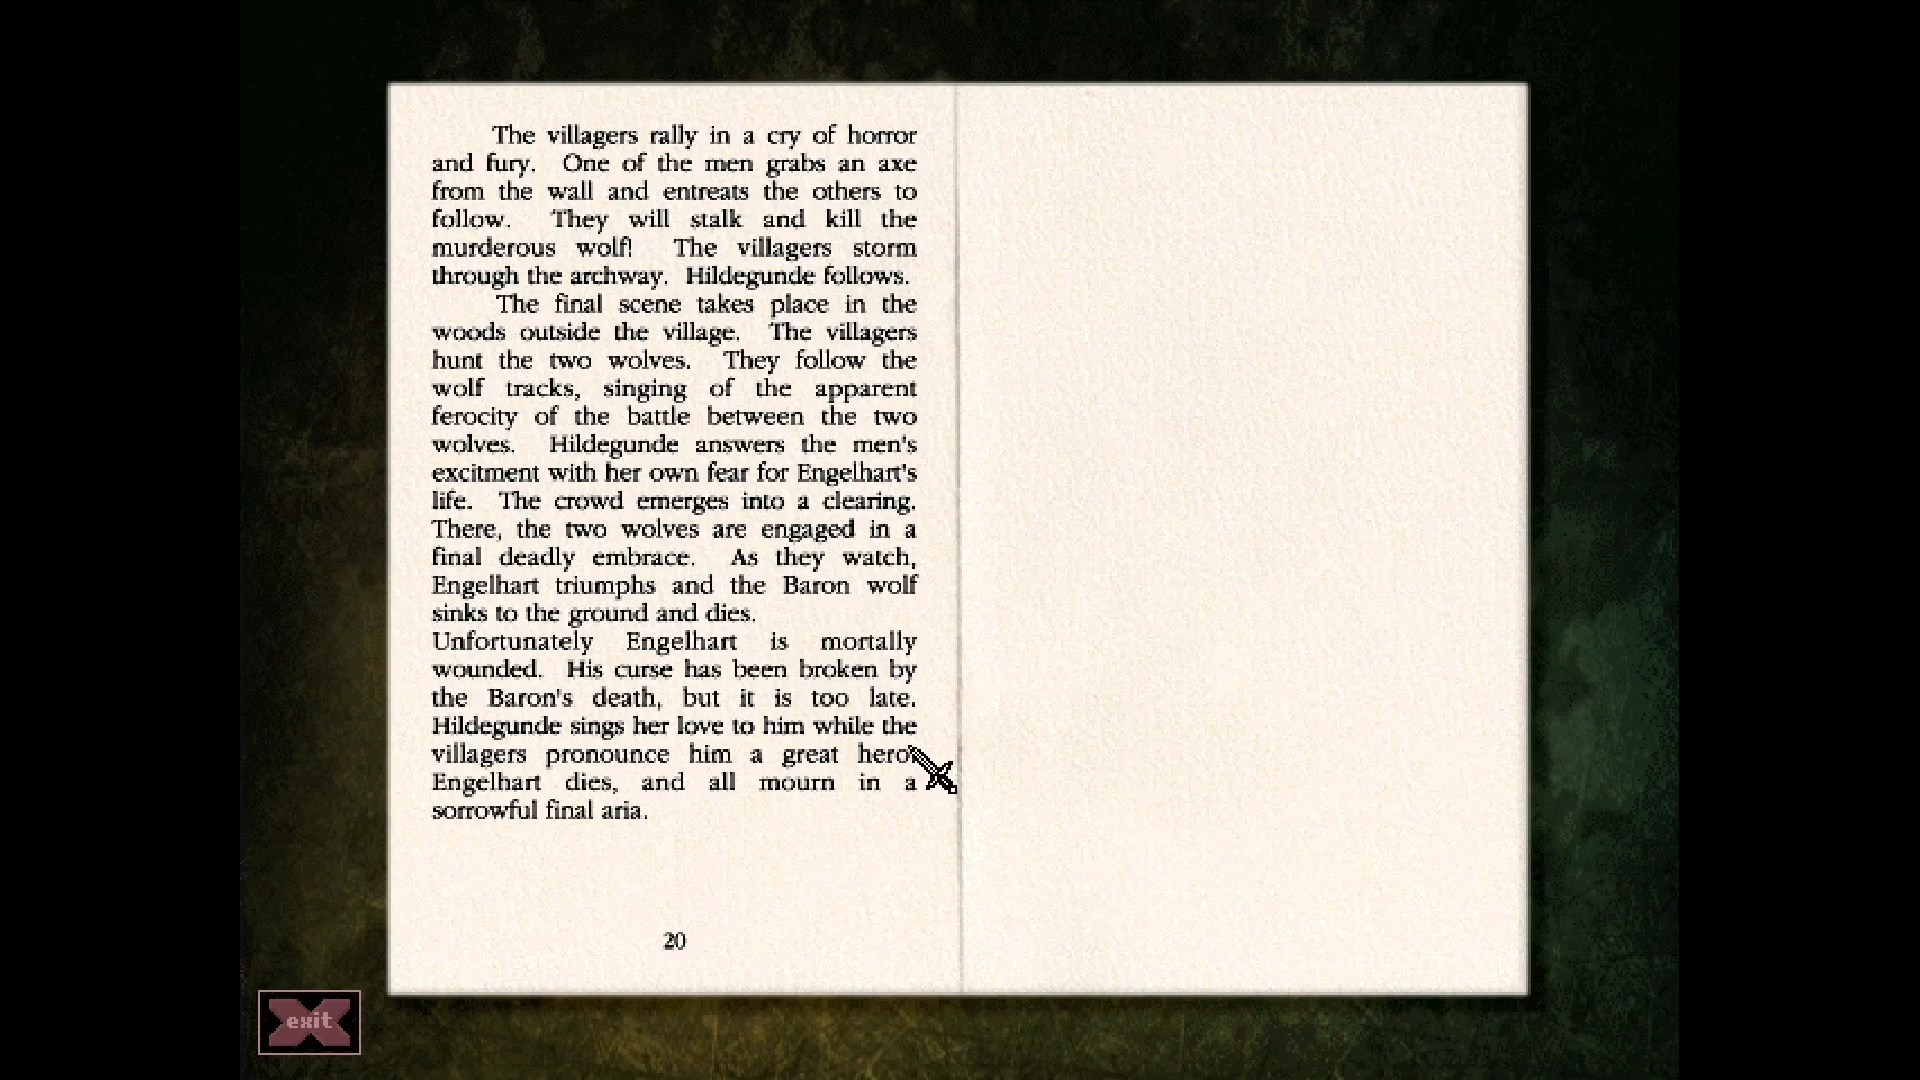 The villagers rally in a cry of horror
and fury. One of the men grabs an axe
from the wall and entreats the others to
follow. They will stalk and kill the
murderous wolf! The villagers storm
through the archway. Hildegunde follows.
The final scene takes place in the
woods outside the village. The villagers
hunt the two wolves. They follow the
wolf tracks, singing of the apparent
ferocity of the battle between the two
wolves. Hildegunde answers the men's
excitment with her own fear for Engelhart's
life. The crowd emerges into a clearing.
There, the two wolves are engaged in a
final deadly embrace. As they watch,
Engelhart triumphs and the Baron wolf
sinks to the ground and dies.
Unfortunately Engelhart is mortally
wounded. His curse has been broken by
the Baron's death, but it is too late.
Hildegunde sings her love to him while the
villagers pronounce him a great hero.
Engelhart dies, and all mourn in a
sorrowful final aria.
20
exit